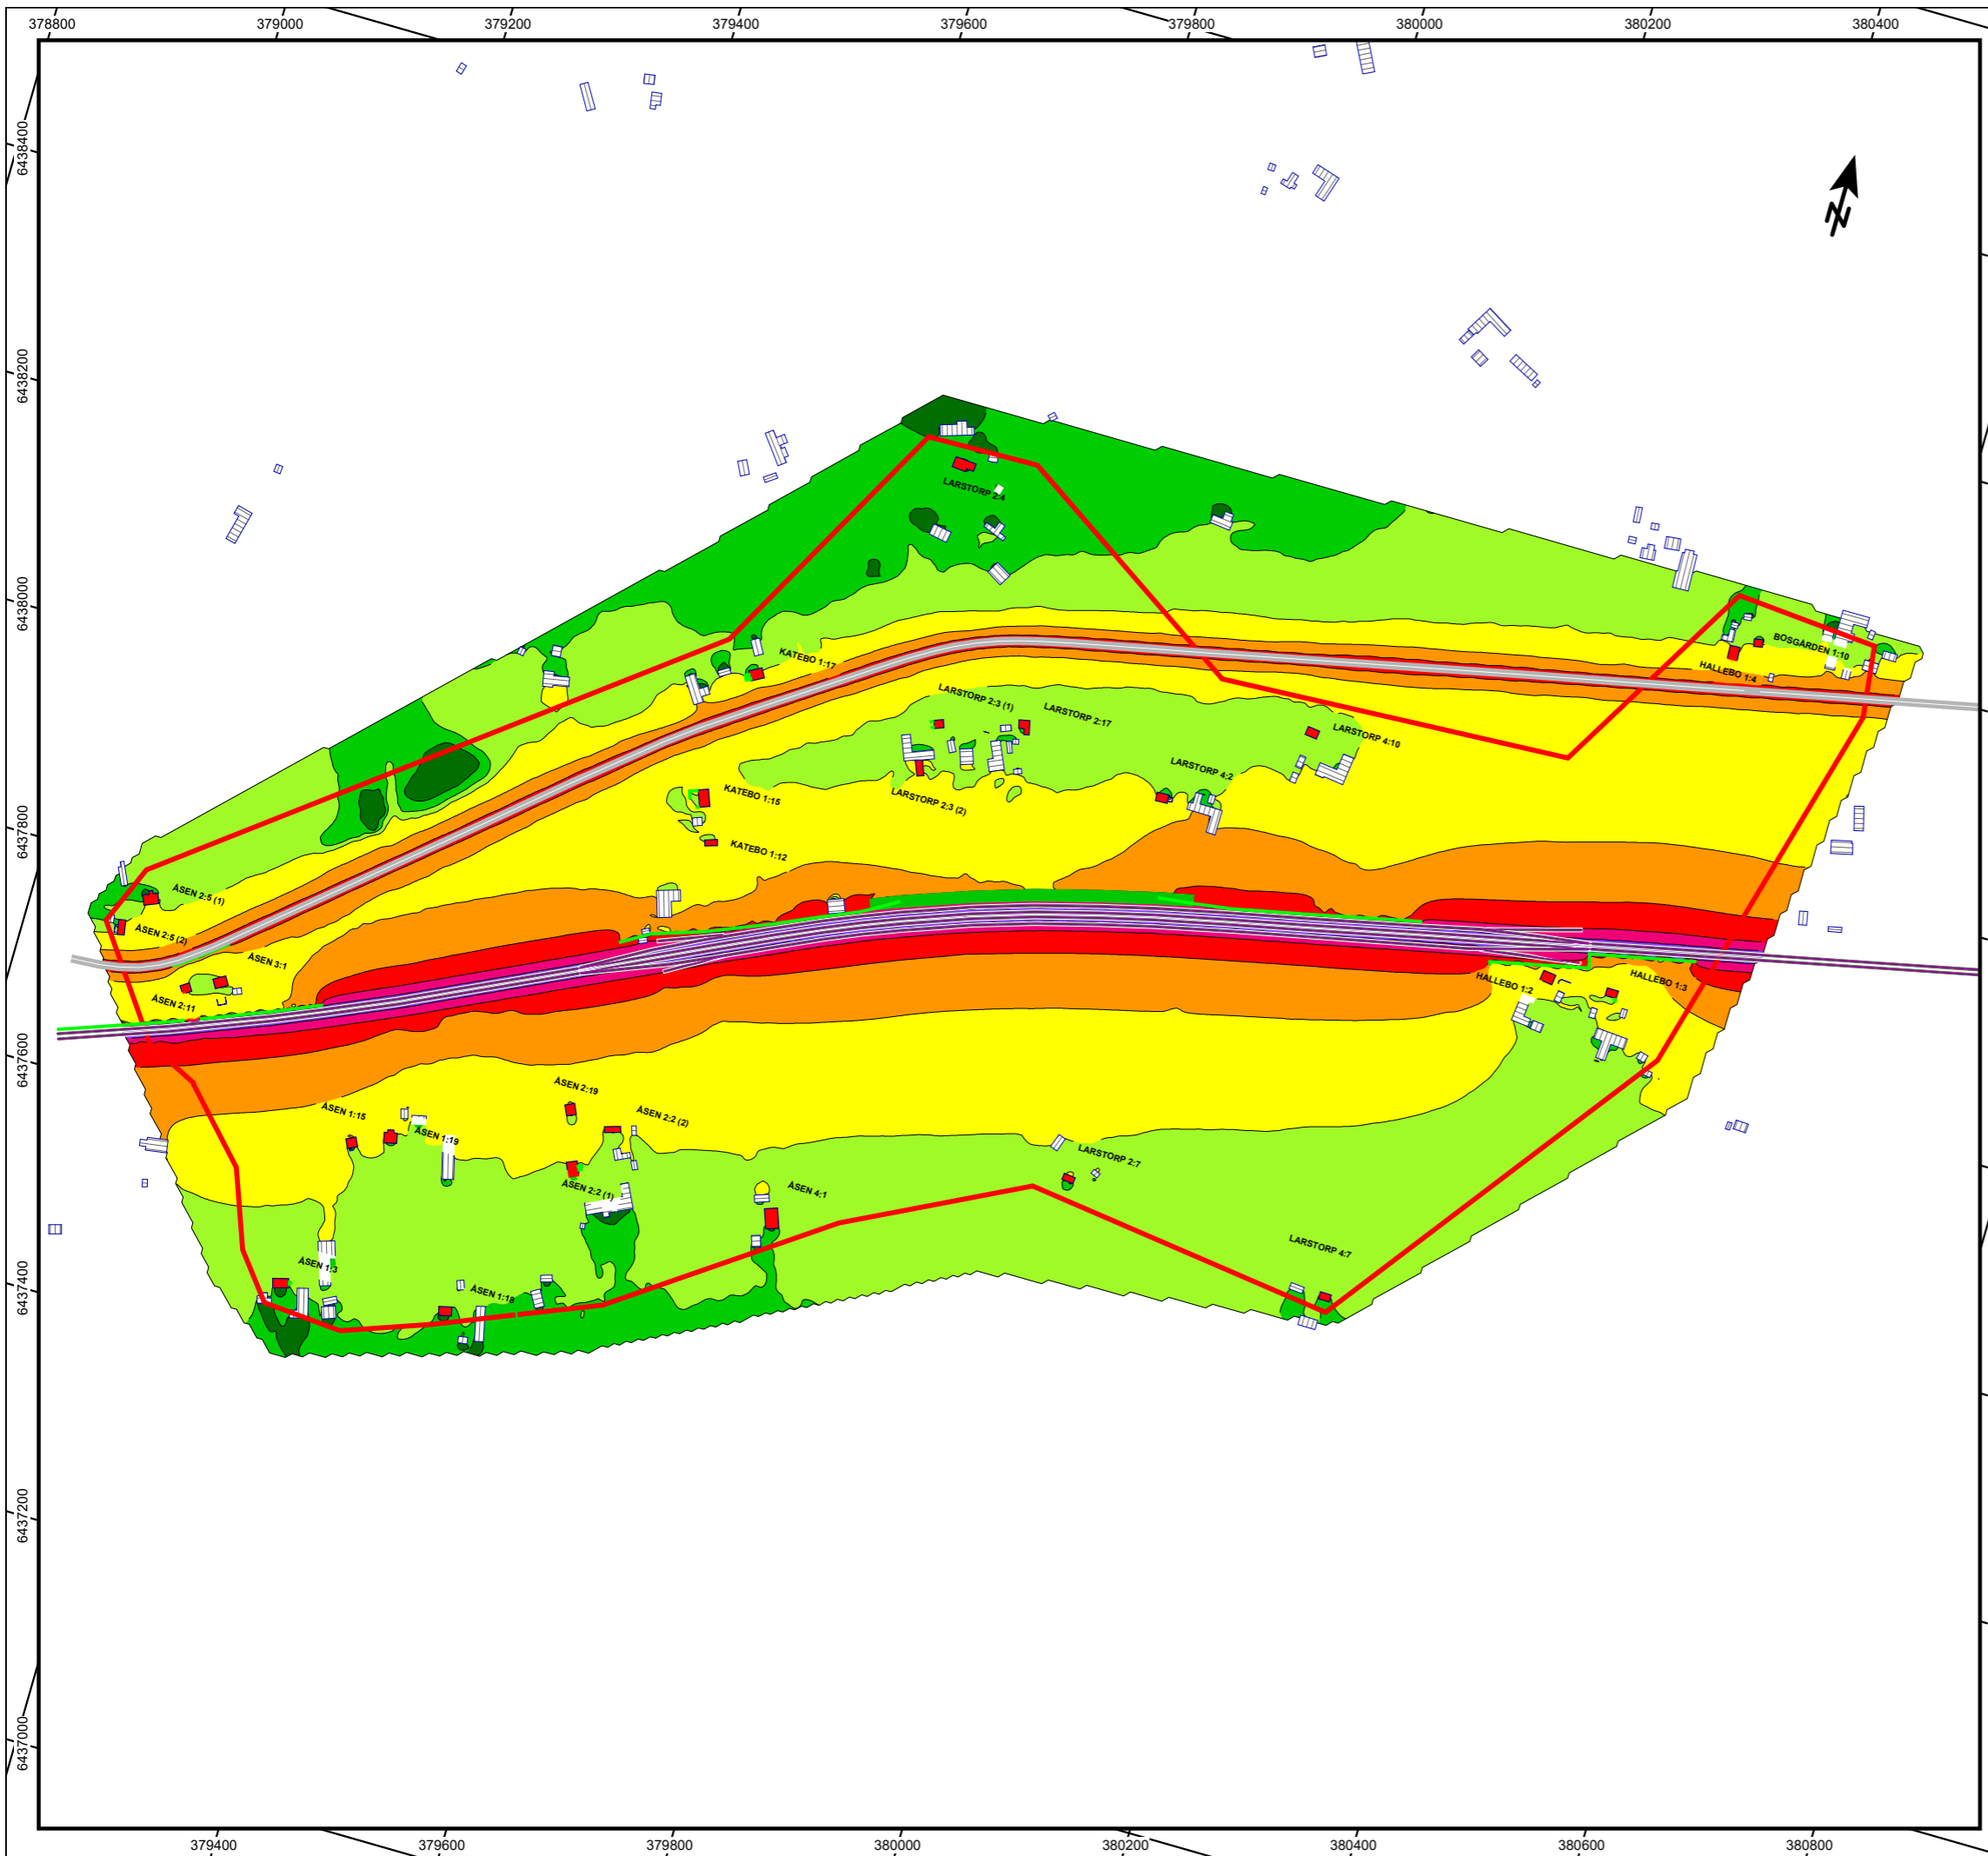 378800 379000 379200 379400 379600 379800 380000 380200 380400
6438400
6438200
6438000
6437800
6437600
6437400
6437200
6437000
N
LARSTORP 2:4
KATEBO 1:17
BOSGÅRDEN 1:10
HALLEBO 1:4
LARSTORP 2:3 (1)
LARSTORP 2:17
LARSTORP 4:10
LARSTORP 4:2
KATEBO 1:15
LARSTORP 2:3 (2)
KATEBO 1:12
ÅSEN 2:5 (1)
ÅSEN 2:5 (2)
ÅSEN 3:1
ÅSEN 2:11
HALLEBO 1:2
HALLEBO 1:3
ÅSEN 2:19
ÅSEN 1:15
ÅSEN 2:2 (2)
ÅSEN 1:19
LARSTORP 2:7
ÅSEN 2:2 (1)
ÅSEN 4:1
LARSTORP 4:7
ÅSEN 1:3
ÅSEN 1:18
379400 379600 379800 380000 380200 380400 380600 380800